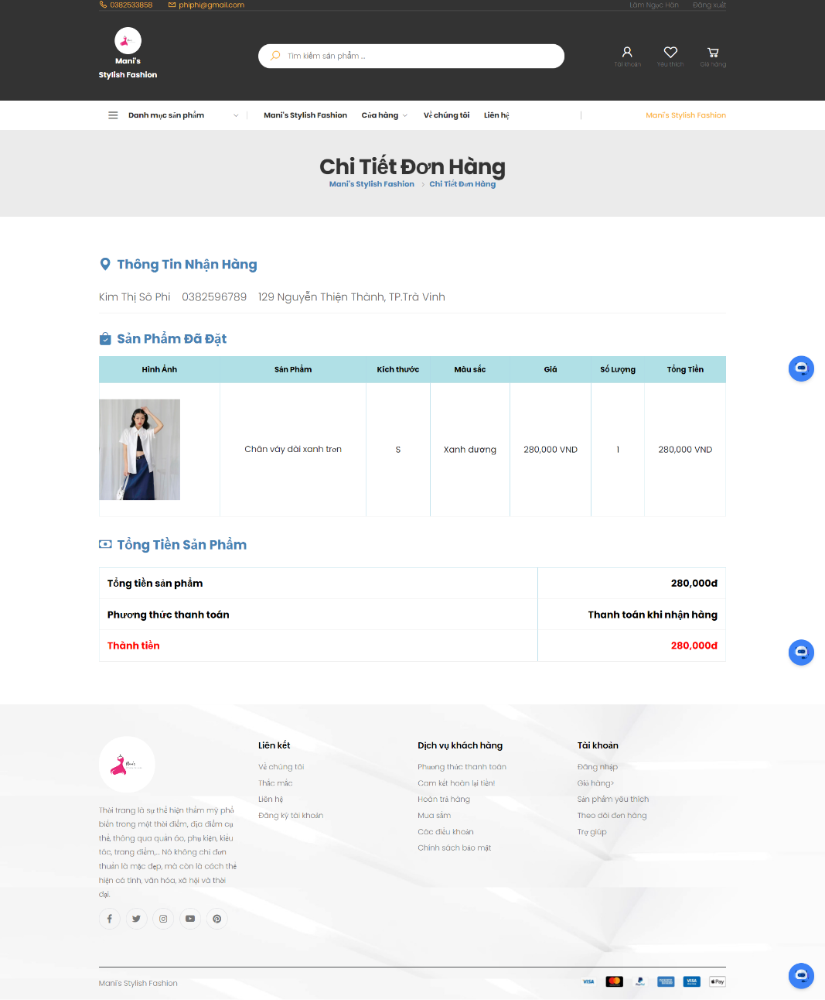 0382533858 phiphi@gmail.com Lâm Ngọc Hân Đăng xuất
Mani's
Stylish Fashion
Tìm kiếm sản phẩm ...
Tài khoản Yêu thích Giỏ hàng
Danh mục sản phẩm Mani's Stylish Fashion Cửa hàng Về chúng tôi Liên hệ Mani's Stylish Fashion
Chi Tiết Đơn Hàng
Mani's Stylish Fashion > Chi Tiết Đơn Hàng
Thông Tin Nhận Hàng
Kim Thị Sô Phi 0382596789 129 Nguyễn Thiện Thành, TP.Trà Vinh
Sản Phẩm Đã Đặt
Hình Ảnh Sản Phẩm Kích thước Màu sắc Giá Số Lượng Tổng Tiền
Chân váy dài xanh trơn S Xanh dương 280,000 VND 1 280,000 VND
Tổng Tiền Sản Phẩm
Tổng tiền sản phẩm 280,000đ
Phương thức thanh toán Thanh toán khi nhận hàng
Thành tiền 280,000đ
Thời trang là sự thể hiện thẩm mỹ phổ
biến trong một thời điểm, địa điểm cụ
thể, thông qua quần áo, phụ kiện, kiểu
tóc, trang điểm,... Nó không chỉ đơn
thuần là mặc đẹp, mà còn là cách thể
hiện cá tính, văn hóa, xã hội và thời
đại.
Liên kết
Về chúng tôi
Thắc mắc
Liên hệ
Đăng ký tài khoản
Dịch vụ khách hàng
Phương thức thanh toán
Cam kết hoàn lại tiền!
Hoàn trả hàng
Mua sắm
Các điều khoản
Chính sách bảo mật
Tài khoản
Đăng nhập
Giỏ hàng>
Sản phẩm yêu thích
Theo dõi đơn hàng
Trợ giúp
Mani's Stylish Fashion VISA PayPal VISA Pay